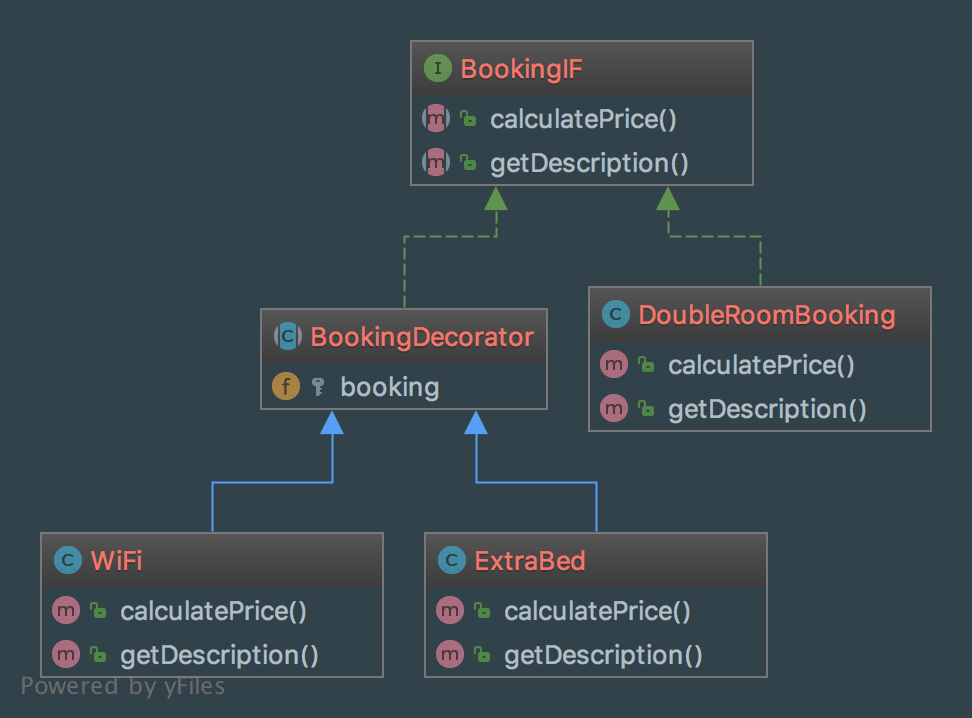 I BookingIF
m calculatePrice()
m getDescription()
C BookingDecorator
f booking
C DoubleRoomBooking
m calculatePrice()
m getDescription()
C WiFi
m calculatePrice()
m getDescription()
C ExtraBed
m calculatePrice()
m getDescription()
Powered by yFiles